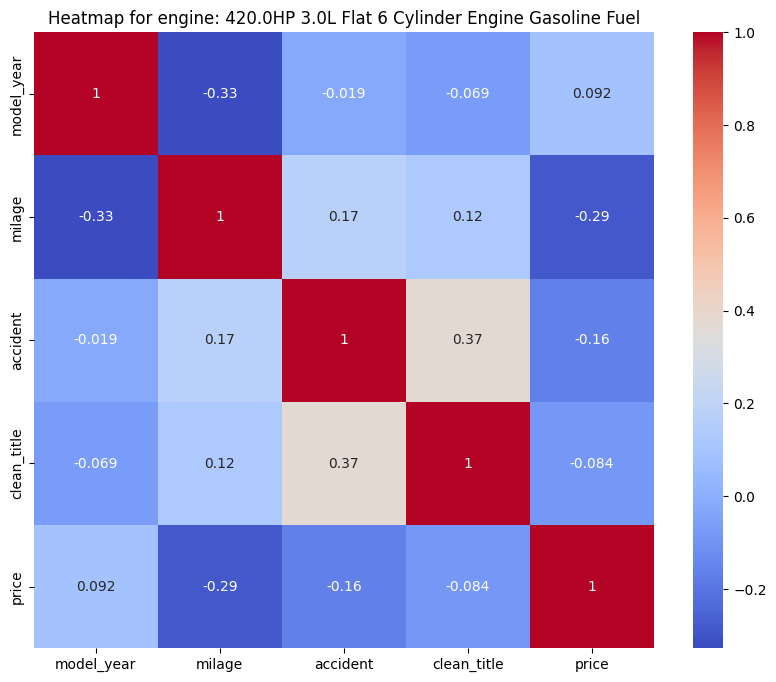 Heatmap for engine: 420.0HP 3.0L Flat 6 Cylinder Engine Gasoline Fuel
model_year 1 -0.33 -0.019 -0.069 0.092
milage -0.33 1 0.17 0.12 -0.29
accident -0.019 0.17 1 0.37 -0.16
clean_title -0.069 0.12 0.37 1 -0.084
price 0.092 -0.29 -0.16 -0.084 1
model_year milage accident clean_title price
1.0
0.8
0.6
0.4
0.2
0.0
−0.2